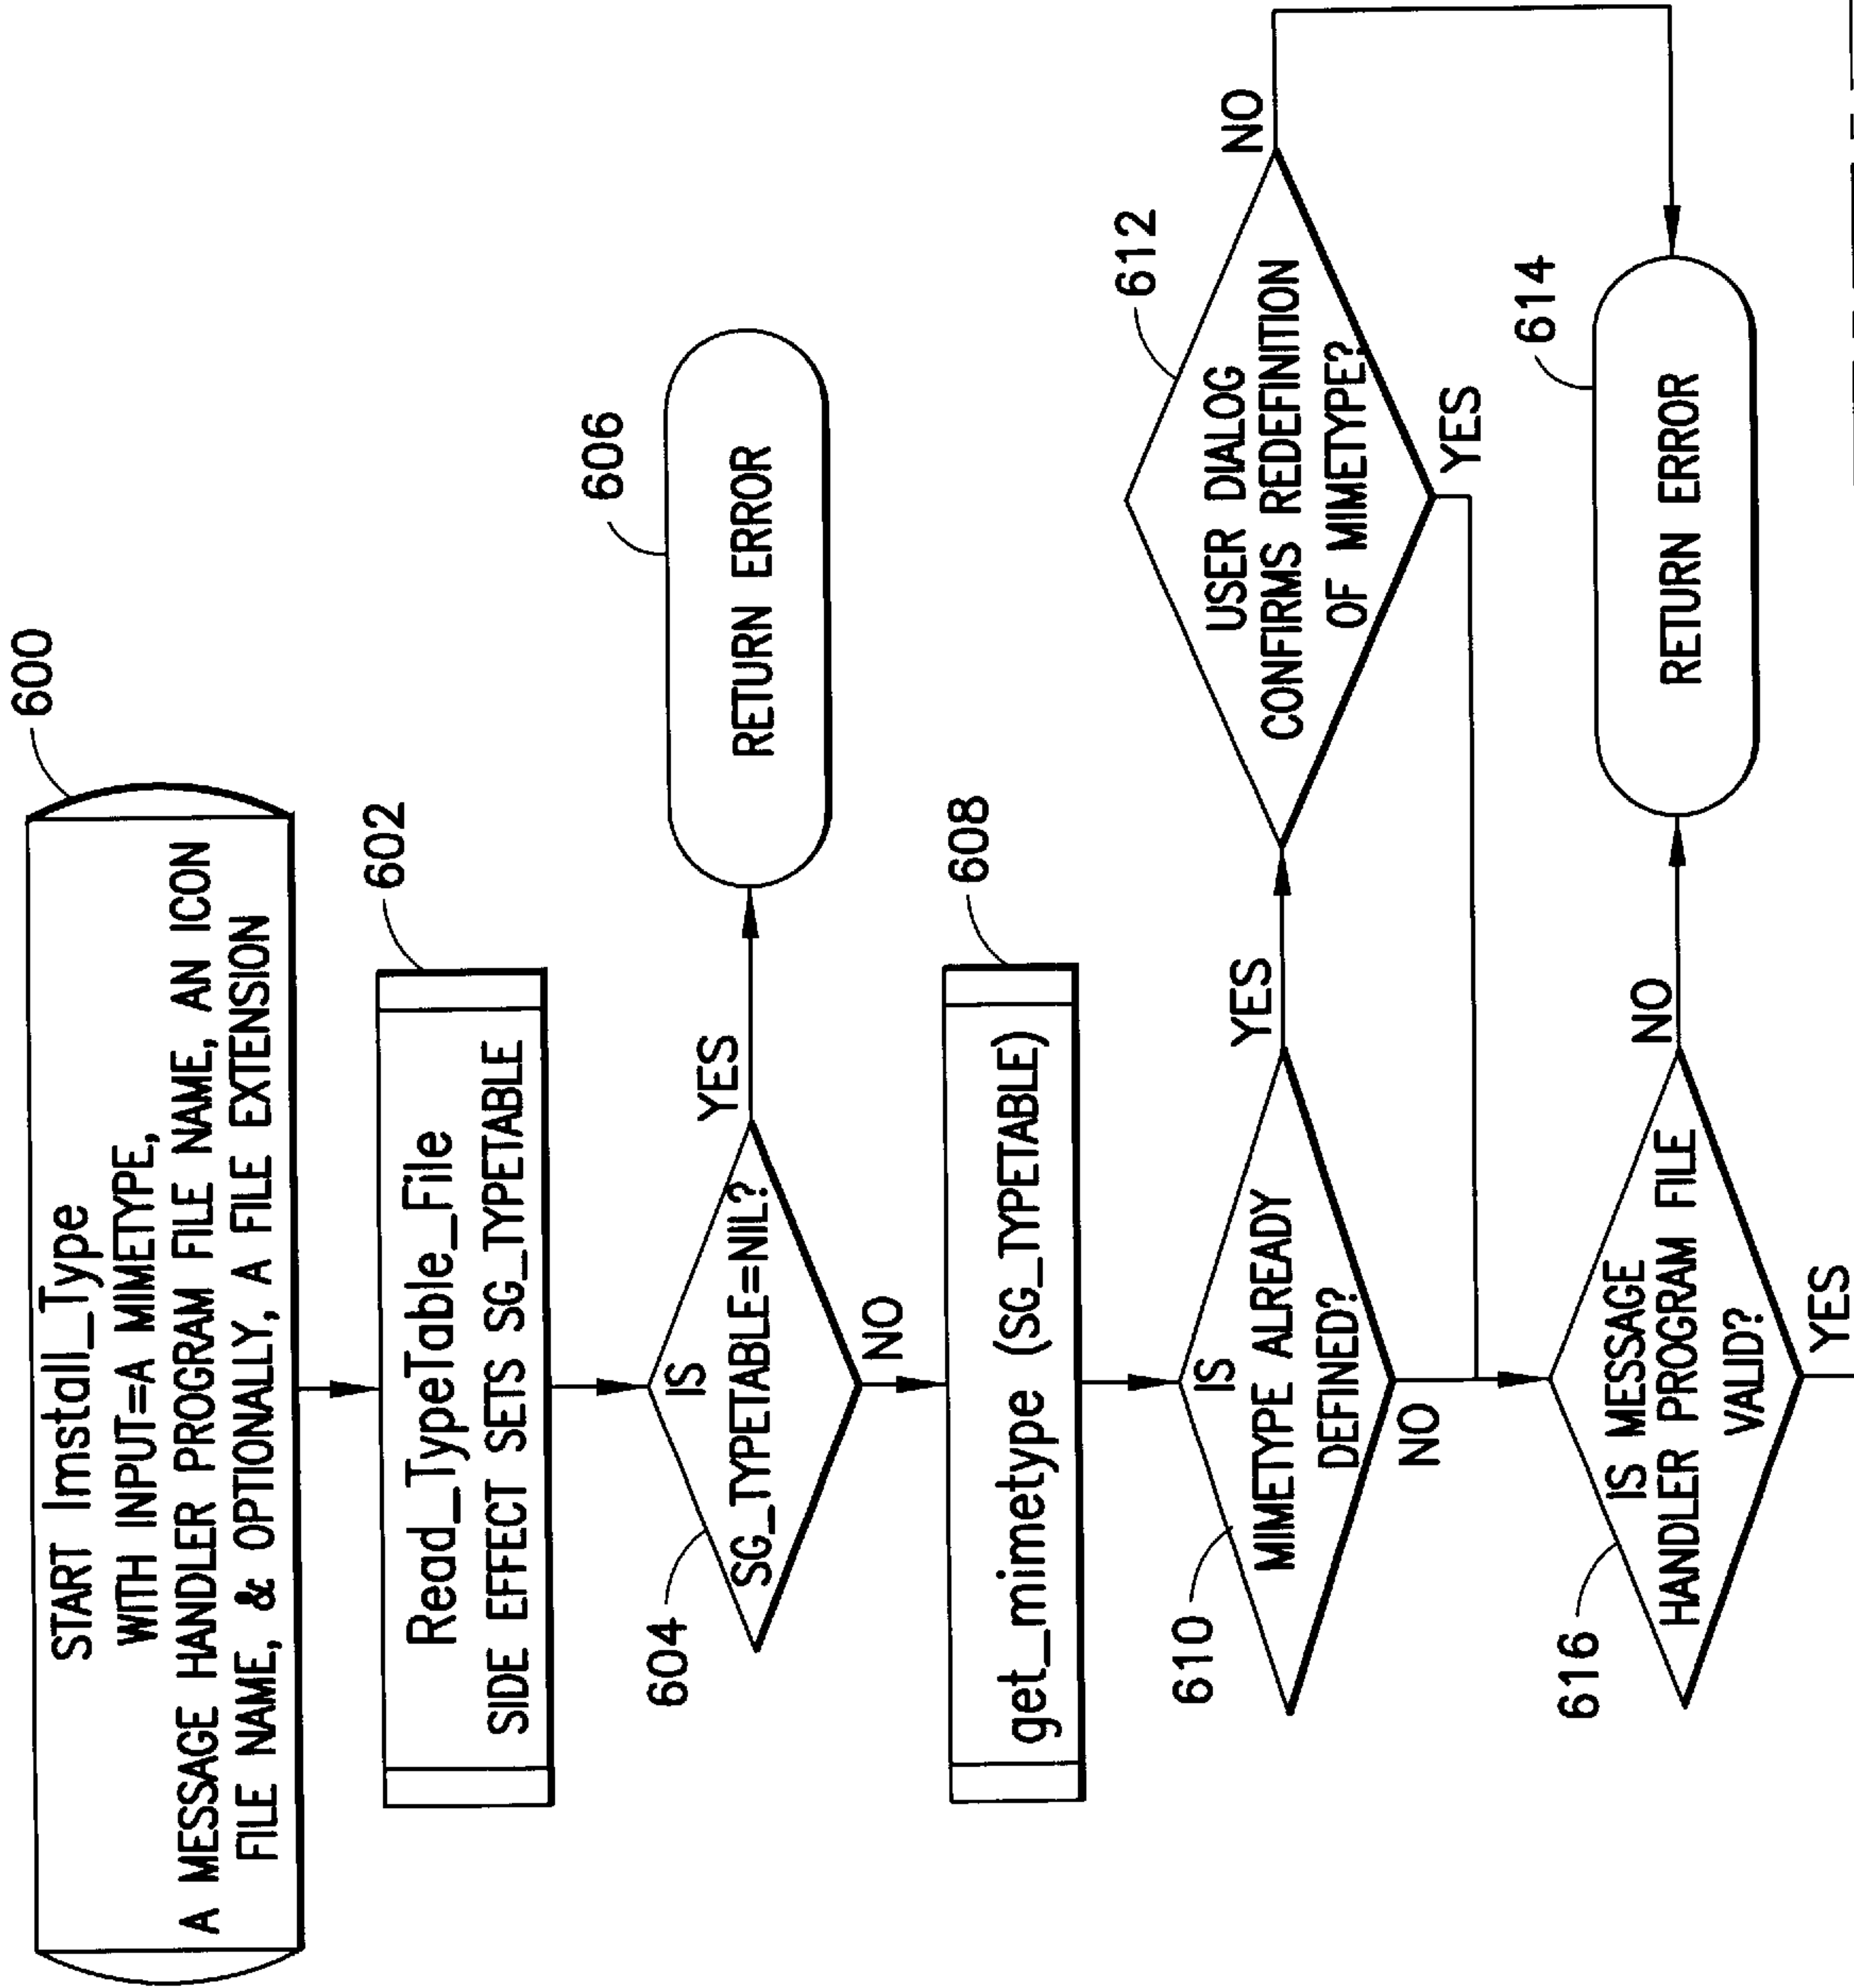 600
START Imstall_Type
WITH INPUT=A MIMETYPE,
A MESSAGE HANDLER PROGRAM FILE NAME, AN ICON
FILE NAME, & OPTIONALLY, A FILE EXTENSION
602
Read_TypeTable_File
SIDE EFFECT SETS SG_TYPETABLE
604
IS
SG_TYPETABLE=NIL?
YES
NO
606
RETURN ERROR
608
get_mimetype (SG_TYPETABLE)
610
IS
MIMETYPE ALREADY
DEFINED?
YES
NO
612
USER DIALOG
CONFIRMS REDEFINITION
OF MIMETYPE?
NO
YES
614
RETURN ERROR
616
IS MESSAGE
HANDLER PROGRAM FILE
VALID?
NO
YES